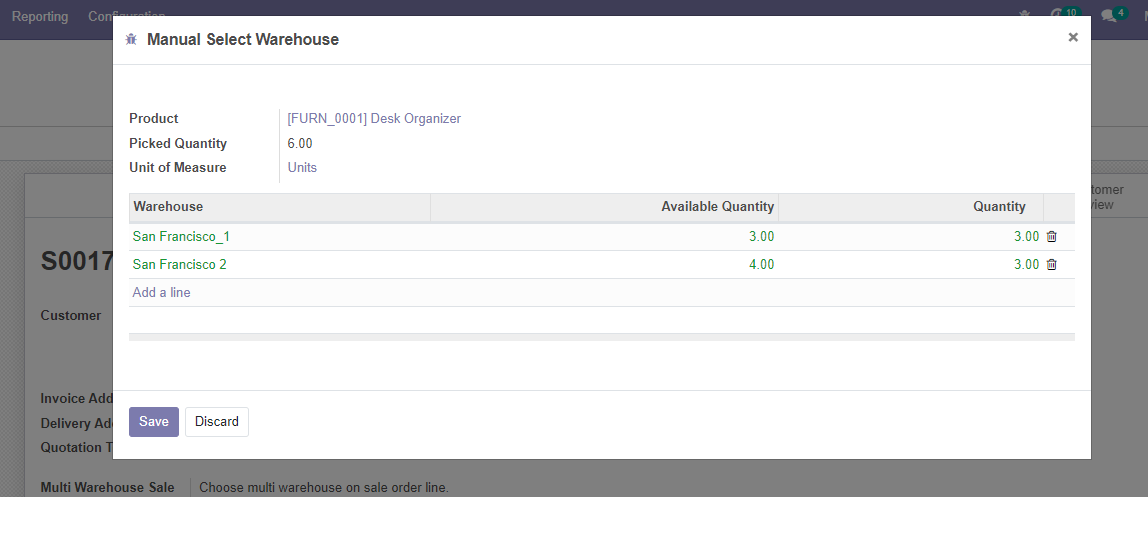 Reporting Configuration 10 4
Manual Select Warehouse ×
Product [FURN_0001] Desk Organizer
Picked Quantity 6.00
Unit of Measure Units
Warehouse Available Quantity Quantity
San Francisco_1 3.00 3.00
San Francisco 2 4.00 3.00
Add a line
S0017
Customer
Invoice Add
Delivery Ad
Quotation T
Save Discard
Multi Warehouse Sale Choose multi warehouse on sale order line.